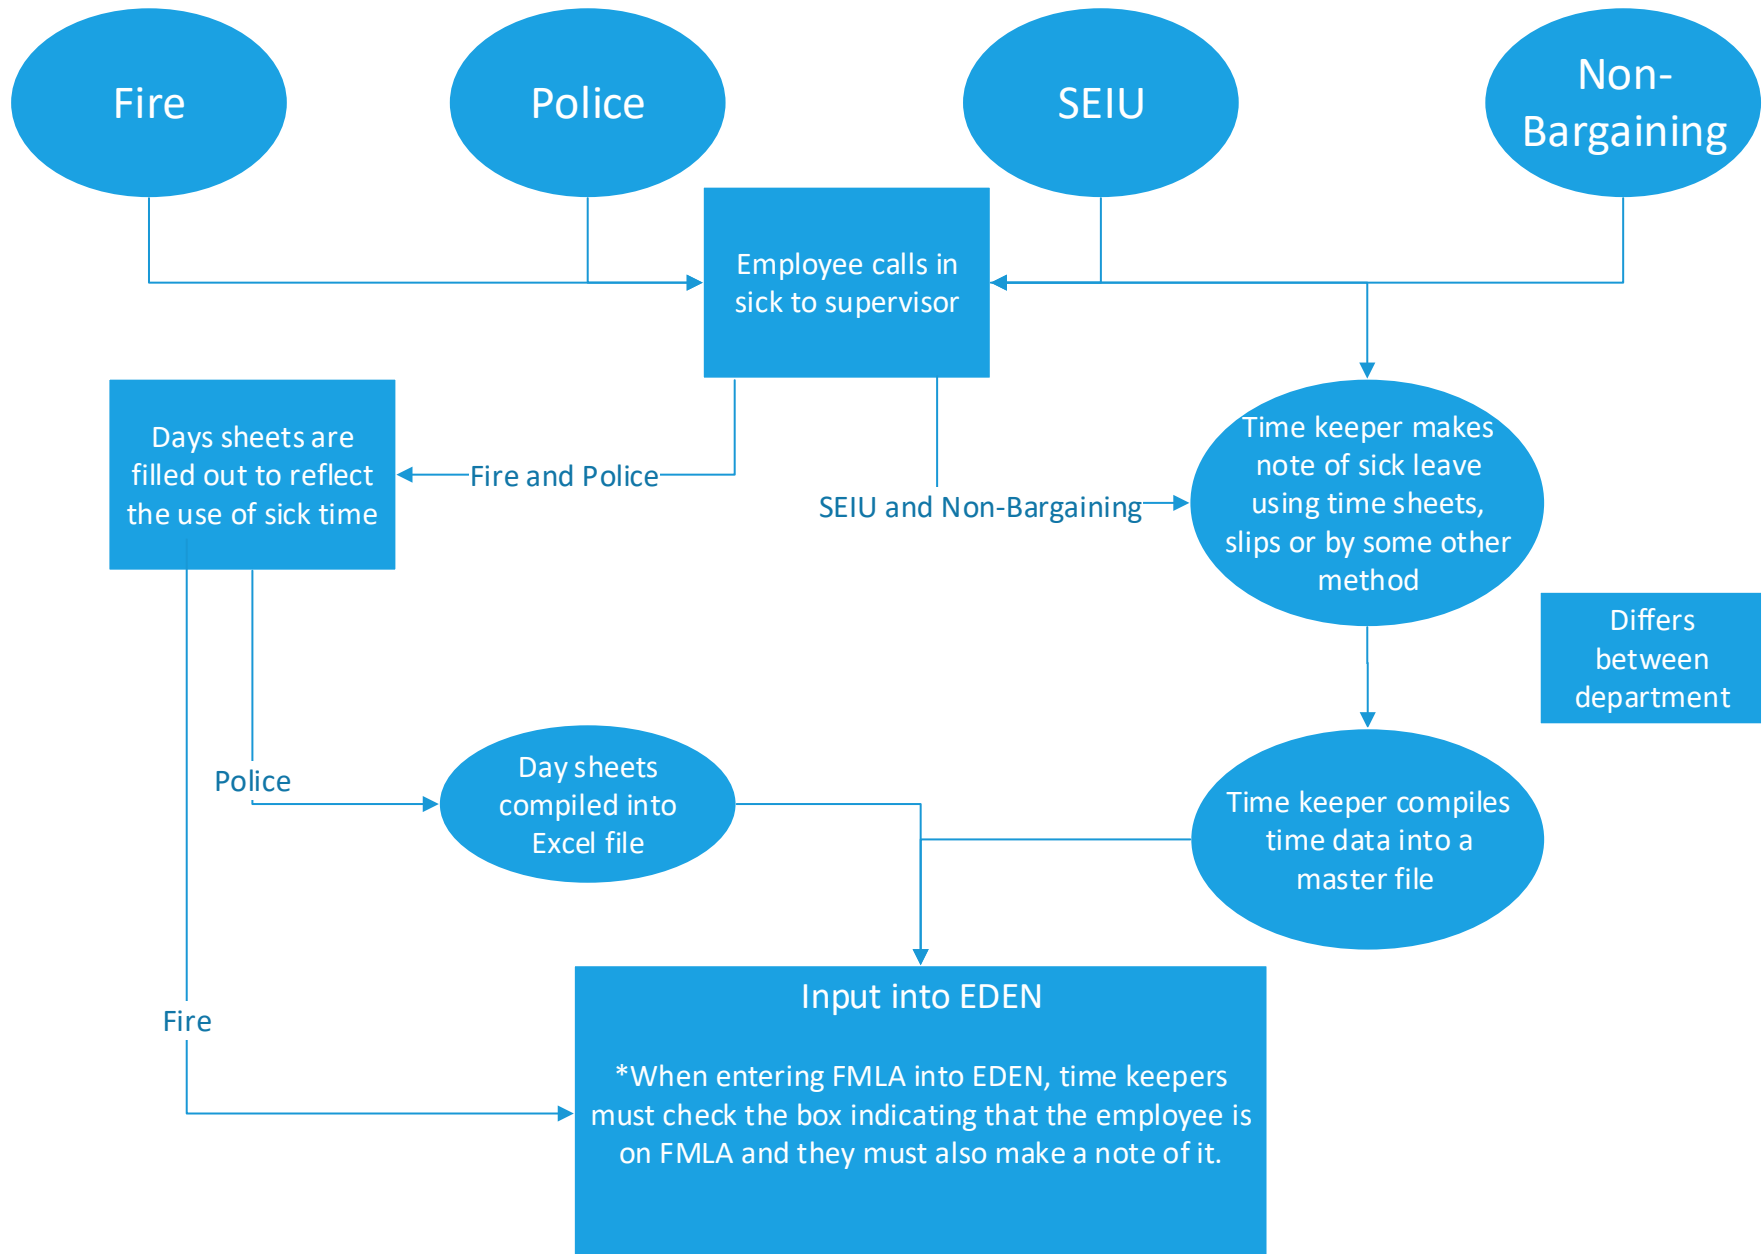 Fire
Police
SEIU
Non-
Bargaining
Employee calls in
sick to supervisor
Days sheets are
filled out to reflect
the use of sick time
Fire and Police
SEIU and Non-Bargaining
Time keeper makes
note of sick leave
using time sheets,
slips or by some other
method
Differs
between
department
Police
Day sheets
compiled into
Excel file
Time keeper compiles
time data into a
master file
Fire
Input into EDEN
*When entering FMLA into EDEN, time keepers
must check the box indicating that the employee is
on FMLA and they must also make a note of it.